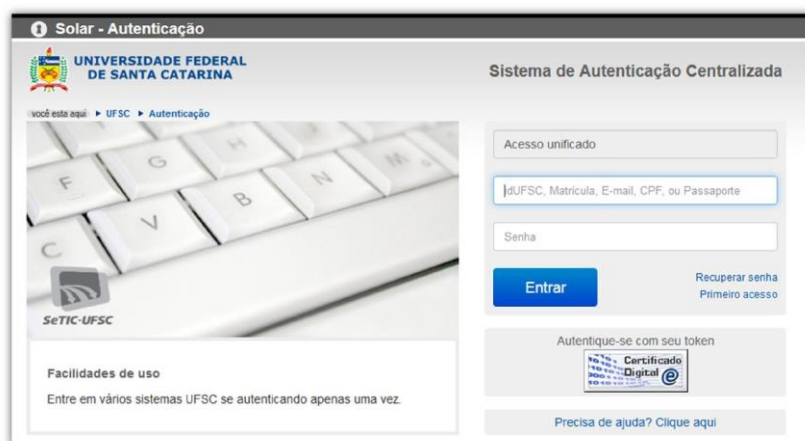 Solar - Autenticação
UNIVERSIDADE FEDERAL
DE SANTA CATARINA
Sistema de Autenticação Centralizada
você esta aqui ▶ UFSC ▶ Autenticação
F G H J M
C V B N
SeTIC-UFSC
Facilidades de uso
Entre em vários sistemas UFSC se autenticando apenas uma vez.
Acesso unificado
idUFSC, Matrícula, E-mail, CPF, ou Passaporte
Senha
Entrar
Recuperar senha
Primeiro acesso
Autentique-se com seu token
Certificado
Digital
Precisa de ajuda? Clique aqui